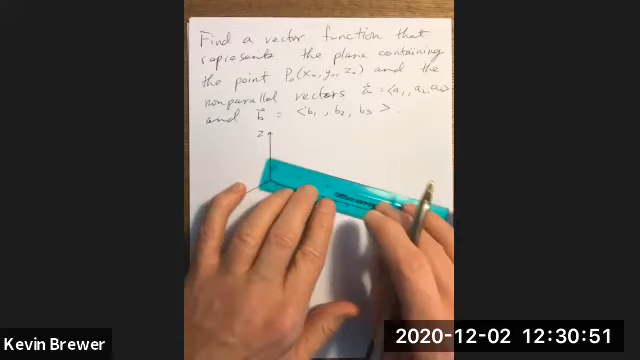 Find a vector function that
represents the plane containing
the point P₀(x₀, y₀, z₀) and the
nonparallel vectors a⃗ = <a₁, a₂, a₃>
and b⃗ = <b₁, b₂, b₃>.
z
Kevin Brewer
2020-12-02 12:30:51